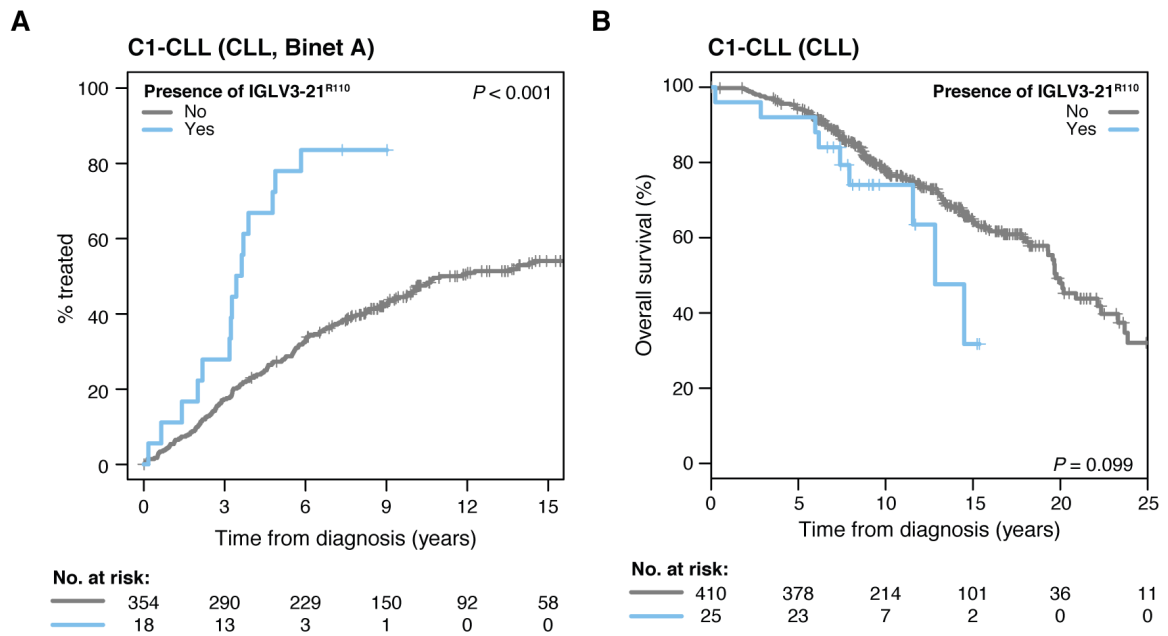 A
C1-CLL (CLL, Binet A)
Presence of IGLV3-21R110
No
Yes
P < 0.001
100
80
60
40
20
0
% treated
0 3 6 9 12 15
Time from diagnosis (years)
No. at risk:
354 290 229 150 92 58
18 13 3 1 0 0
B
C1-CLL (CLL)
Presence of IGLV3-21R110
No
Yes
100
80
60
40
20
0
Overall survival (%)
P = 0.099
0 5 10 15 20 25
Time from diagnosis (years)
No. at risk:
410 378 214 101 36 11
25 23 7 2 0 0